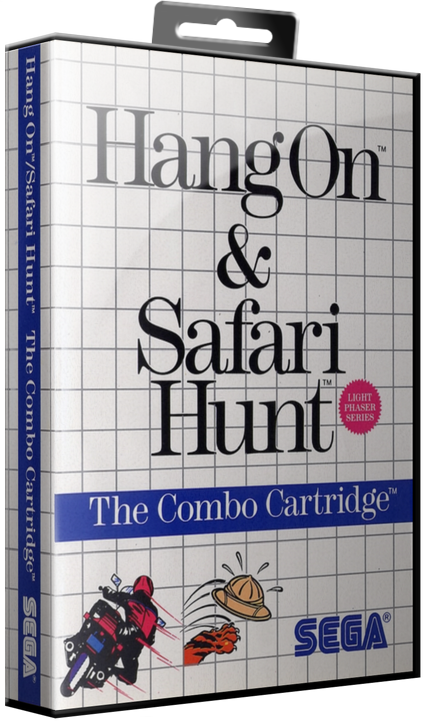 Hang On™/Safari Hunt™ The Combo Cartridge™ SEGA
Hang On™
&
Safari
Hunt™
LIGHT
PHASER
SERIES
The Combo Cartridge™
SEGA®